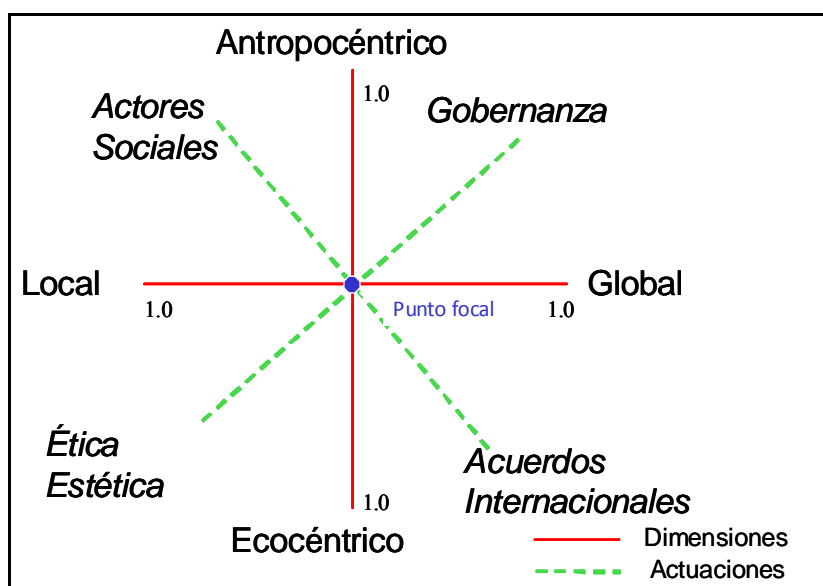 Antropocéntrico
1.0
Actores
Sociales
Gobernanza
Local
Global
1.0
Punto focal
1.0
Ética
Estética
Acuerdos
Internacionales
1.0
Ecocéntrico
Dimensiones
Actuaciones